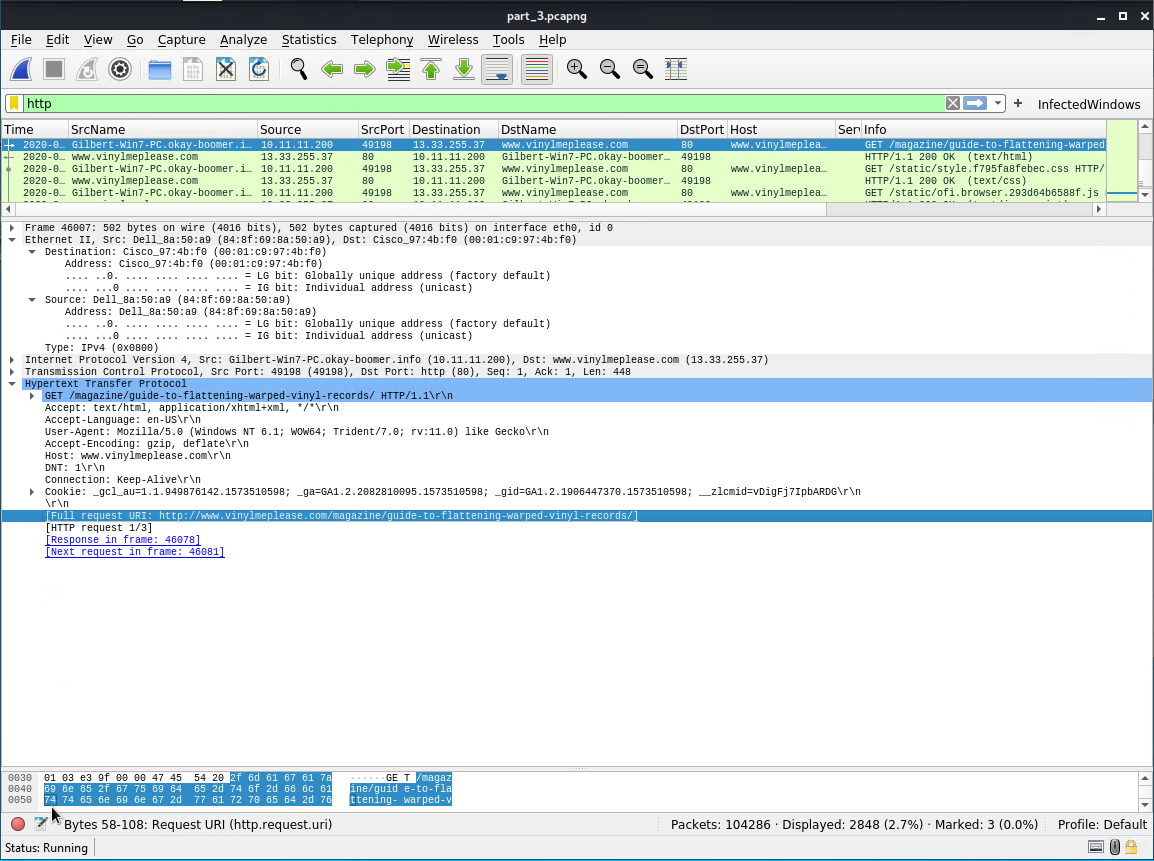 part_3.pcapng
File Edit View Go Capture Analyze Statistics Telephony Wireless Tools Help
http + InfectedWindows
Time SrcName Source SrcPort Destination DstName DstPort Host Ser Info
2020-0… Gilbert-Win7-PC.okay-boomer.i… 10.11.11.200 49198 13.33.255.37 www.vinylmeplease.com 80 www.vinylmeplea… GET /magazine/guide-to-flattening-warped
2020-0… www.vinylmeplease.com 13.33.255.37 80 10.11.11.200 Gilbert-Win7-PC.okay-boomer… 49198 HTTP/1.1 200 OK (text/html)
2020-0… Gilbert-Win7-PC.okay-boomer.i… 10.11.11.200 49198 13.33.255.37 www.vinylmeplease.com 80 www.vinylmeplea… GET /static/style.f795fa8febec.css HTTP/
2020-0… www.vinylmeplease.com 13.33.255.37 80 10.11.11.200 Gilbert-Win7-PC.okay-boomer… 49198 HTTP/1.1 200 OK (text/css)
2020-0… Gilbert-Win7-PC.okay-boomer.i… 10.11.11.200 49198 13.33.255.37 www.vinylmeplease.com 80 www.vinylmeplea… GET /static/ofi.browser.293d64b6588f.js
Frame 46007: 502 bytes on wire (4016 bits), 502 bytes captured (4016 bits) on interface eth0, id 0
Ethernet II, Src: Dell_8a:50:a9 (84:8f:69:8a:50:a9), Dst: Cisco_97:4b:f0 (00:01:c9:97:4b:f0)
Destination: Cisco_97:4b:f0 (00:01:c9:97:4b:f0)
Address: Cisco_97:4b:f0 (00:01:c9:97:4b:f0)
.... ..0. .... .... .... .... = LG bit: Globally unique address (factory default)
.... ...0 .... .... .... .... = IG bit: Individual address (unicast)
Source: Dell_8a:50:a9 (84:8f:69:8a:50:a9)
Address: Dell_8a:50:a9 (84:8f:69:8a:50:a9)
.... ..0. .... .... .... .... = LG bit: Globally unique address (factory default)
.... ...0 .... .... .... .... = IG bit: Individual address (unicast)
Type: IPv4 (0x0800)
Internet Protocol Version 4, Src: Gilbert-Win7-PC.okay-boomer.info (10.11.11.200), Dst: www.vinylmeplease.com (13.33.255.37)
Transmission Control Protocol, Src Port: 49198 (49198), Dst Port: http (80), Seq: 1, Ack: 1, Len: 448
Hypertext Transfer Protocol
GET /magazine/guide-to-flattening-warped-vinyl-records/ HTTP/1.1\r\n
Accept: text/html, application/xhtml+xml, */*\r\n
Accept-Language: en-US\r\n
User-Agent: Mozilla/5.0 (Windows NT 6.1; WOW64; Trident/7.0; rv:11.0) like Gecko\r\n
Accept-Encoding: gzip, deflate\r\n
Host: www.vinylmeplease.com\r\n
DNT: 1\r\n
Connection: Keep-Alive\r\n
Cookie: _gcl_au=1.1.949876142.1573510598; _ga=GA1.2.2082810095.1573510598; _gid=GA1.2.1906447370.1573510598; __zlcmid=vDigFj7IpbARDG\r\n
\r\n
[Full request URI: http://www.vinylmeplease.com/magazine/guide-to-flattening-warped-vinyl-records/]
[HTTP request 1/3]
[Response in frame: 46078]
[Next request in frame: 46081]
0030 01 03 e3 9f 00 00 47 45 54 20 2f 6d 61 67 61 7a ······GE T /magaz
0040 69 6e 65 2f 67 75 69 64 65 2d 74 6f 2d 66 6c 61 ine/guid e-to-fla
0050 74 74 65 6e 69 6e 67 2d 77 61 72 70 65 64 2d 76 ttening- warped-v
Bytes 58-108: Request URI (http.request.uri) Packets: 104286 · Displayed: 2848 (2.7%) · Marked: 3 (0.0%) Profile: Default
Status: Running